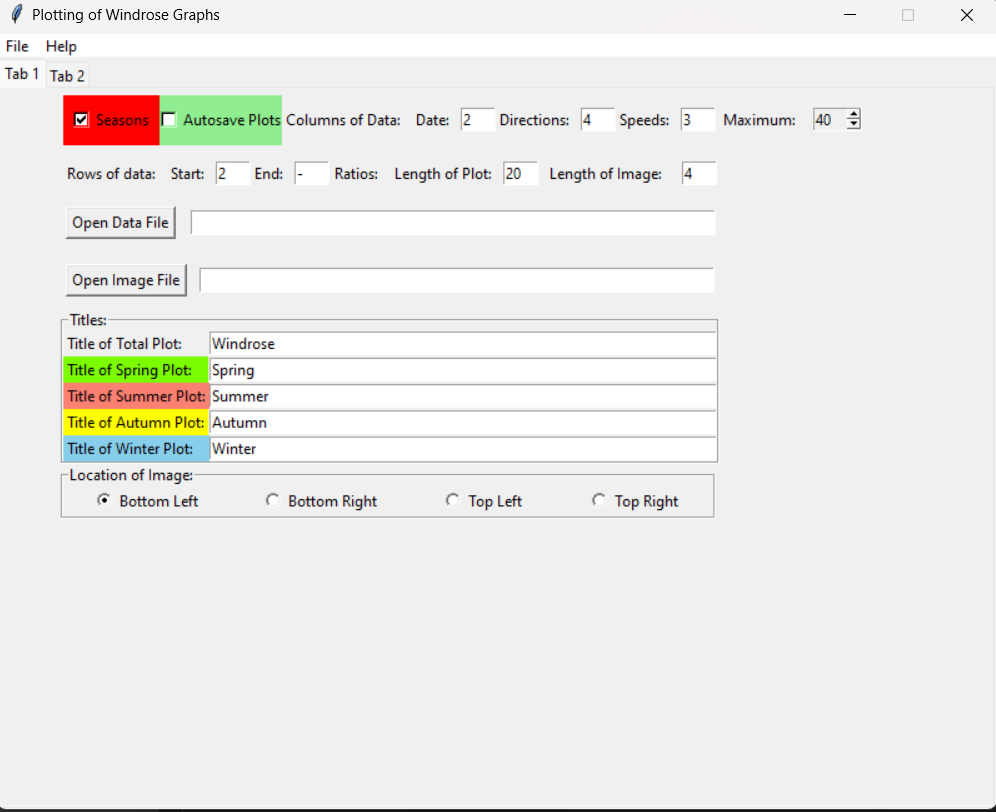 Plotting of Windrose Graphs
File Help
Tab 1 Tab 2
Seasons Autosave Plots Columns of Data: Date: 2 Directions: 4 Speeds: 3 Maximum: 40
Rows of data: Start: 2 End: - Ratios: Length of Plot: 20 Length of Image: 4
Open Data File
Open Image File
Titles:
Title of Total Plot: Windrose
Title of Spring Plot: Spring
Title of Summer Plot: Summer
Title of Autumn Plot: Autumn
Title of Winter Plot: Winter
Location of Image:
Bottom Left Bottom Right Top Left Top Right